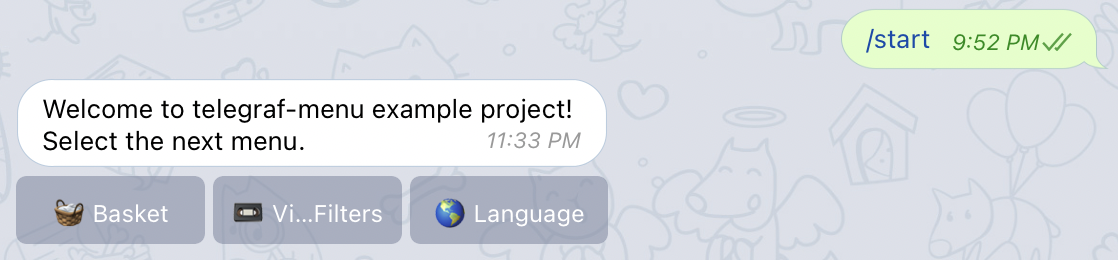 /start 9:52 PM
Welcome to telegraf-menu example project!
Select the next menu. 11:33 PM
Basket Vi...Filters Language